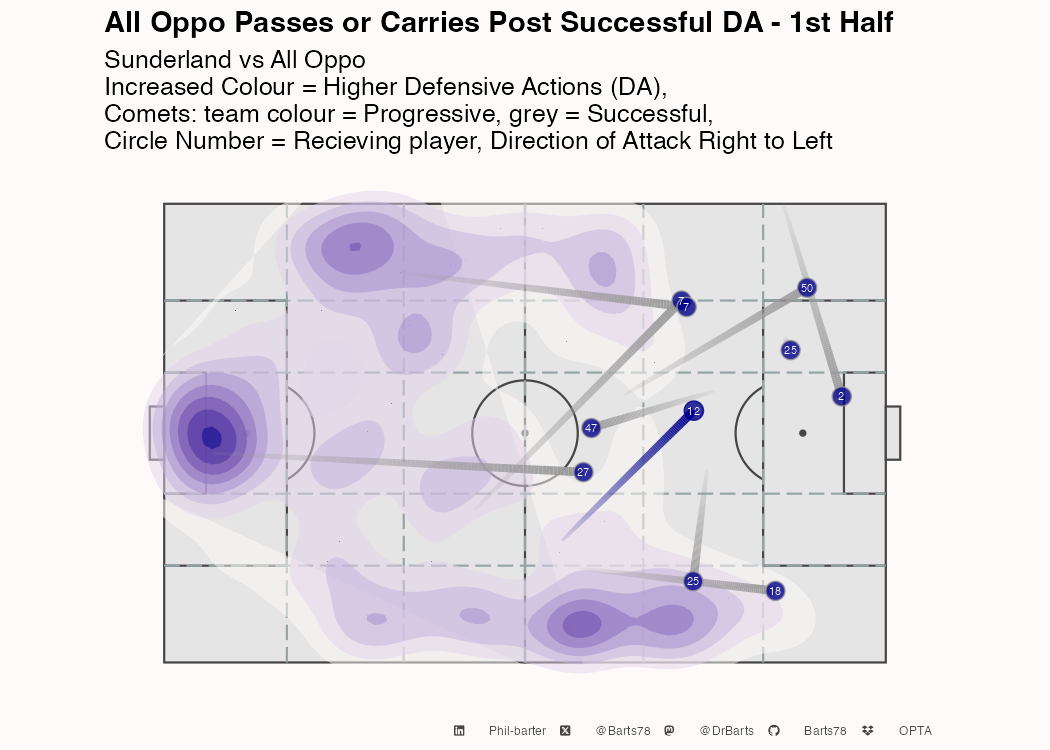 All Oppo Passes or Carries Post Successful DA - 1st Half
Sunderland vs All Oppo
Increased Colour = Higher Defensive Actions (DA),
Comets: team colour = Progressive, grey = Successful,
Circle Number = Recieving player, Direction of Attack Right to Left
50
7
7
25
2
12
47
27
25
18
Phil-barter @Barts78 @DrBarts Barts78 OPTA